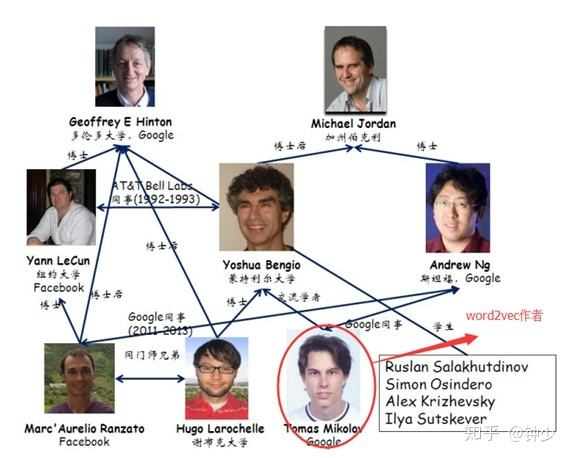 Geoffrey E Hinton
多伦多大学, Google
Michael Jordan
加州伯克利
博士
博士后
博士
AT&T Bell Labs
同事(1992-1993)
Yann LeCun
纽约大学
Facebook
Yoshua Bengio
蒙特利尔大学
Andrew Ng
斯坦福, Google
博士后
博士
博士后
博士
交流学者
Google同事
(2011-2013)
Google同事
学生
word2vec作者
同门师兄弟
Ruslan Salakhutdinov
Simon Osindero
Alex Krizhevsky
Ilya Sutskever
Marc'Aurelio Ranzato
Facebook
Hugo Larochelle
谢布克大学
Tomas Mikolov
Google
知乎 @钟少